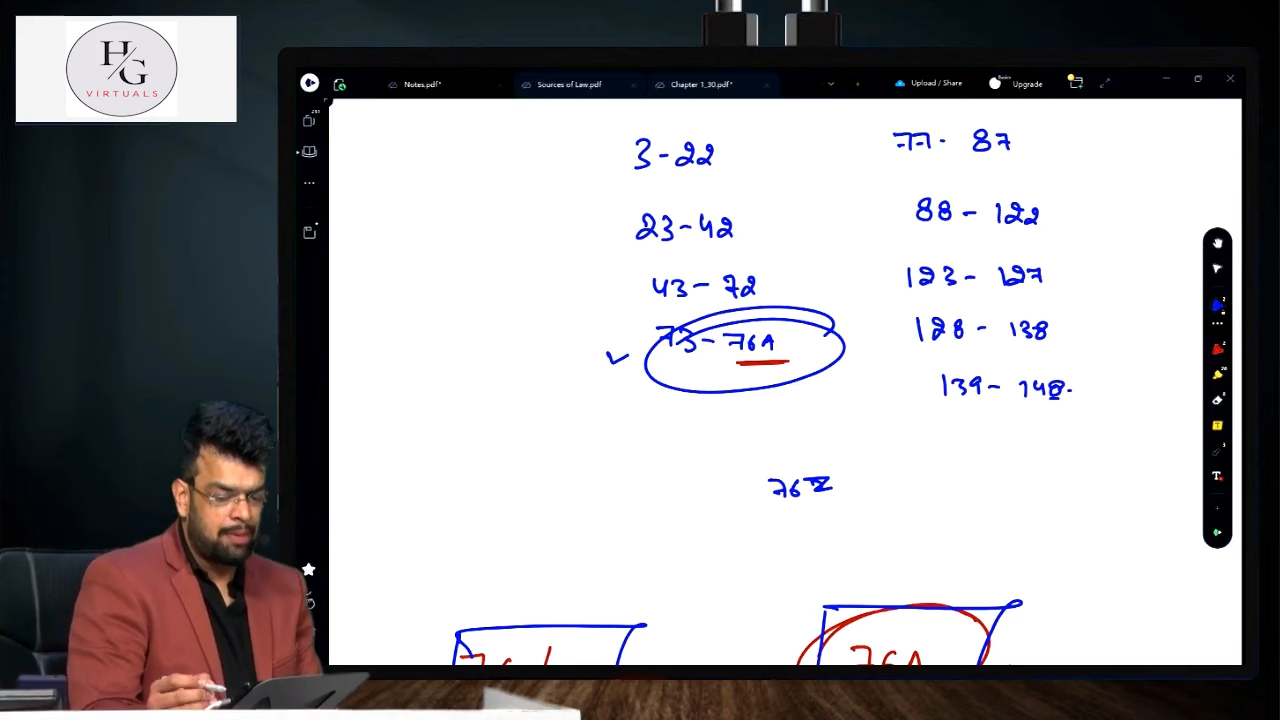 H/G
VIRTUALS
Notes.pdf*
Sources of Law.pdf
Chapter 1_30.pdf*
Upload / Share
Upgrade
3-22
23-42
43-72
73-76A
77-87
88-122
123-127
128-138
139-148.
76
76A